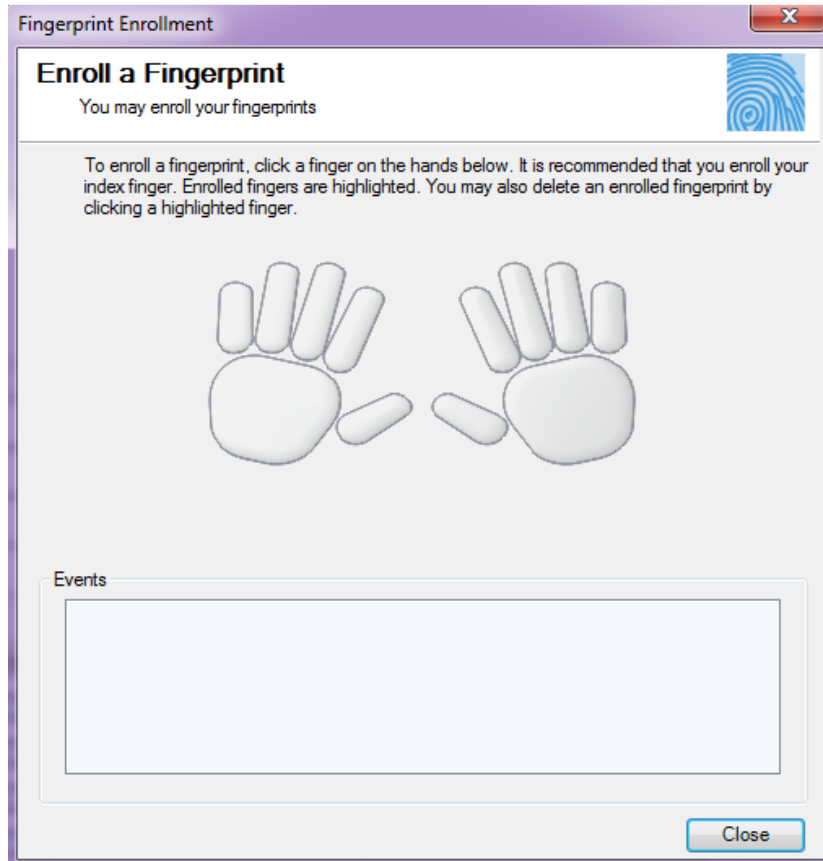 Fingerprint Enrollment
X
Enroll a Fingerprint
You may enroll your fingerprints
To enroll a fingerprint, click a finger on the hands below. It is recommended that you enroll your
index finger. Enrolled fingers are highlighted. You may also delete an enrolled fingerprint by
clicking a highlighted finger.
Events
Close